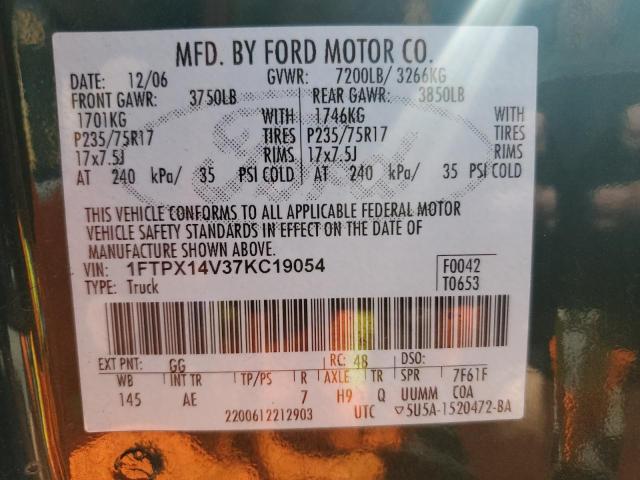 MFD. BY FORD MOTOR CO.
DATE: 12/06 GVWR: 7200LB/ 3266KG
FRONT GAWR: 3750LB REAR GAWR: 3850LB
1701KG WITH 1746KG WITH
P235/75R17 TIRES P235/75R17 TIRES
17x7.5J RIMS 17x7.5J RIMS
AT 240 kPa/ 35 PSI COLD AT 240 kPa/ 35 PSI COLD
Ford
THIS VEHICLE CONFORMS TO ALL APPLICABLE FEDERAL MOTOR
VEHICLE SAFETY STANDARDS IN EFFECT ON THE DATE OF
MANUFACTURE SHOWN ABOVE.
VIN: 1FTPX14V37KC19054 F0042
TYPE: Truck T0653
EXT PNT: GG RC: 48 DSO:
WB INT TR TP/PS R AXLE TR SPR 7F61F
145 AE 7 H9 Q UUMM COA
2200612212903 UTC ▽5U5A-1520472-BA